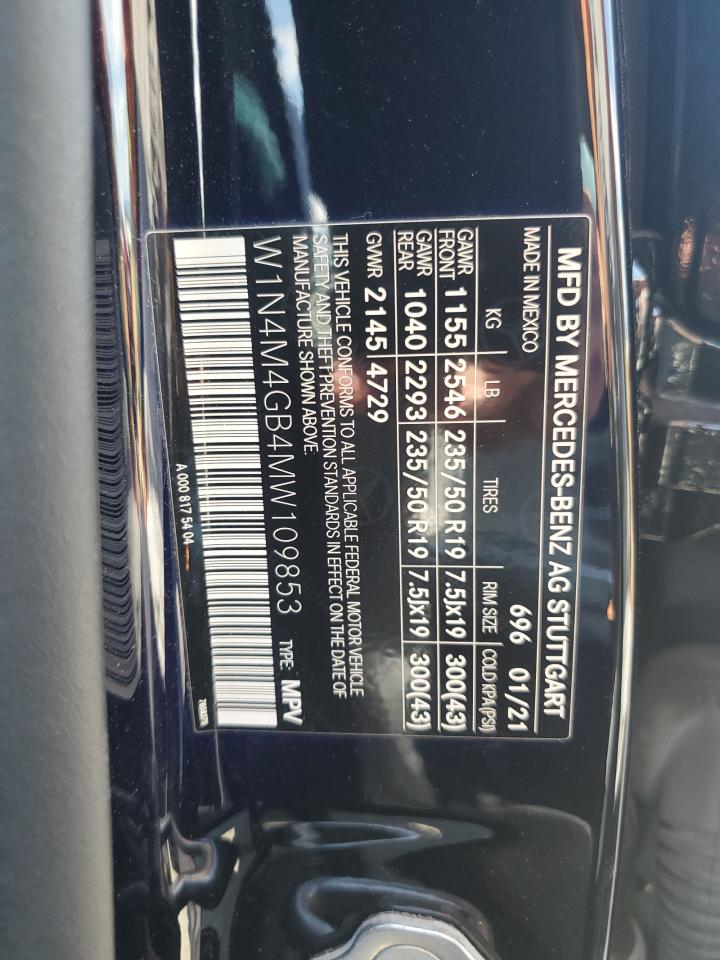 MFD BY MERCEDES-BENZ AG STUTTGART
MADE IN MEXICO 696 01/21
KG LB TIRES RIM SIZE COLD KPA(PSI)
GAWR FRONT 1155 2546 235/50 R19 7.5Jx19 300(43)
GAWR REAR 1040 2293 235/50 R19 7.5Jx19 300(43)
GVWR 2145 4729
THIS VEHICLE CONFORMS TO ALL APPLICABLE FEDERAL MOTOR VEHICLE
SAFETY AND THEFT PREVENTION STANDARDS IN EFFECT ON THE DATE OF
MANUFACTURE SHOWN ABOVE.
W1N4M4GB4MW109853 TYPE: MPV
A 000 817 54 04